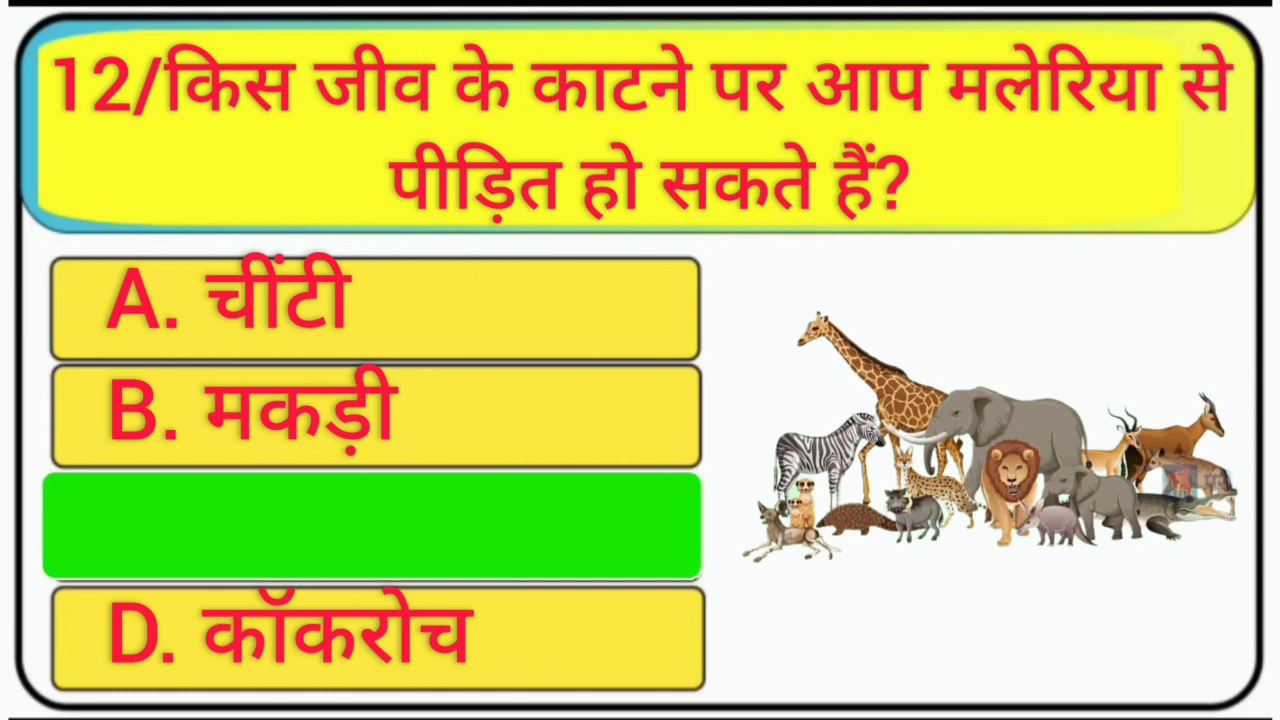 12/किस जीव के काटने पर आप मलेरिया से
पीड़ित हो सकते हैं?
A. चींटी
B. मकड़ी
D. कॉकरोच